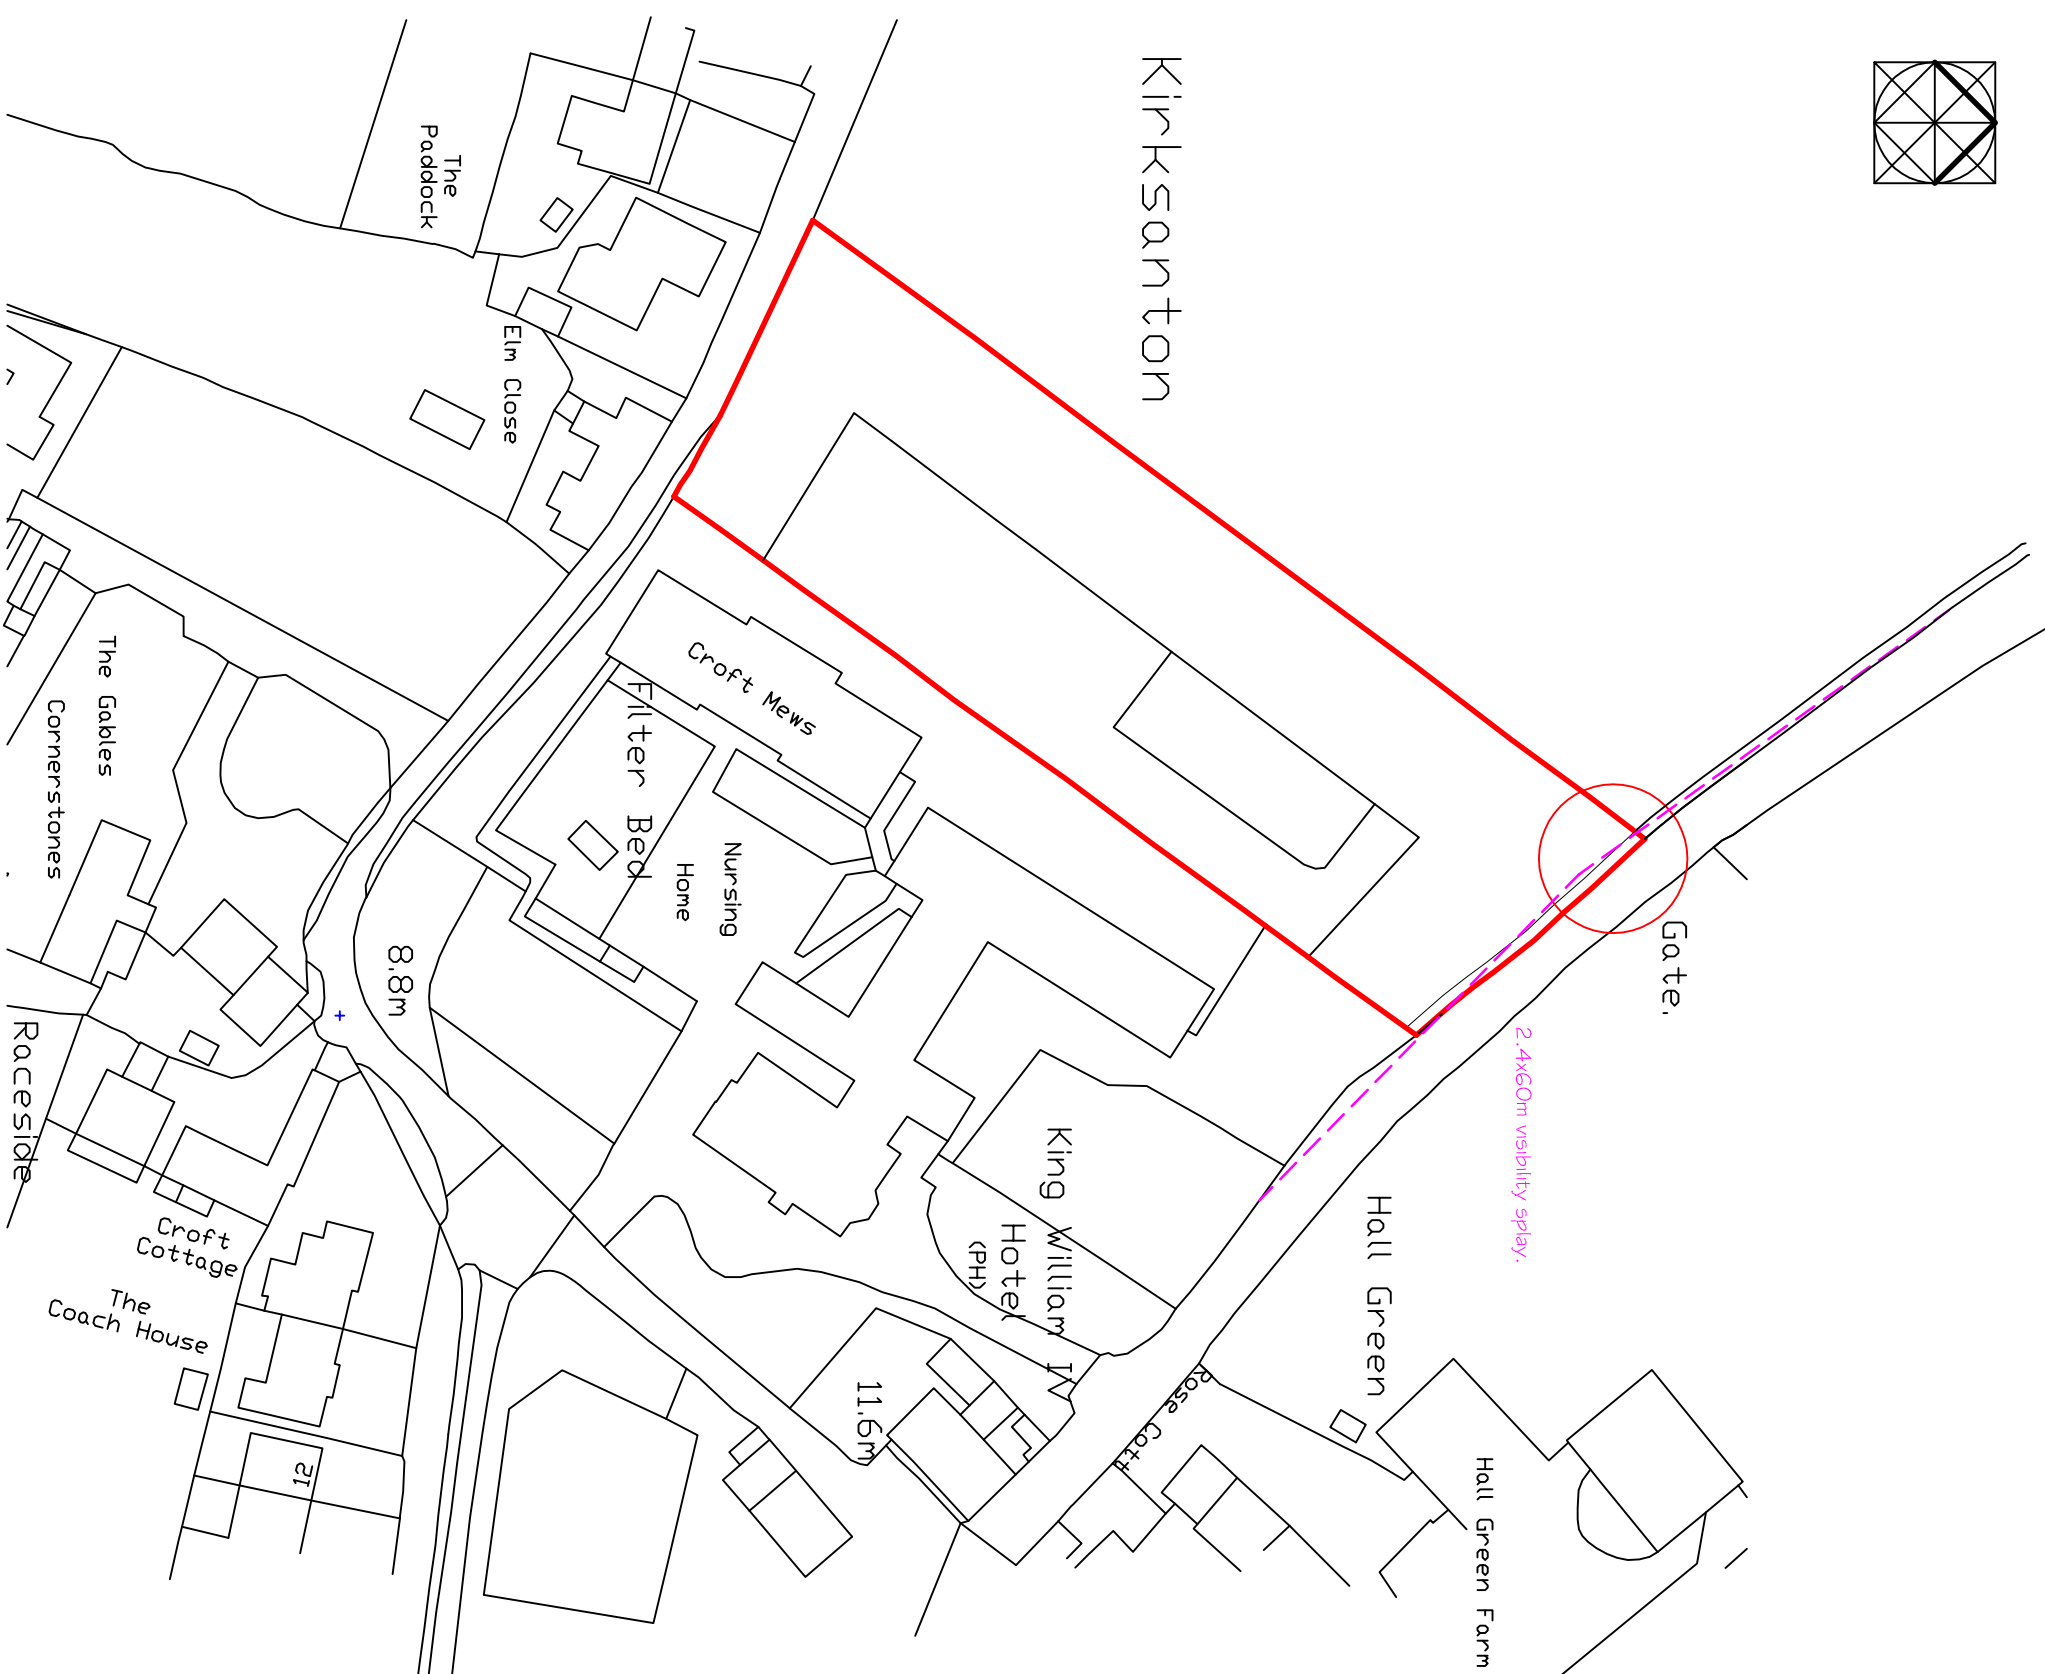 Kirksanton
The
Paddock
Elm Close
The Gables
Cornerstones
Croft Mews
Filter Bed
Nursing
Home
8.8m
Gate.
2.4x60m visibility splay.
Raceside
Croft
Cottage
The
Coach House
12
King William IV
Hotel
(PH)
11.6m
Hall Green
Rose Cott
Hall Green Farm